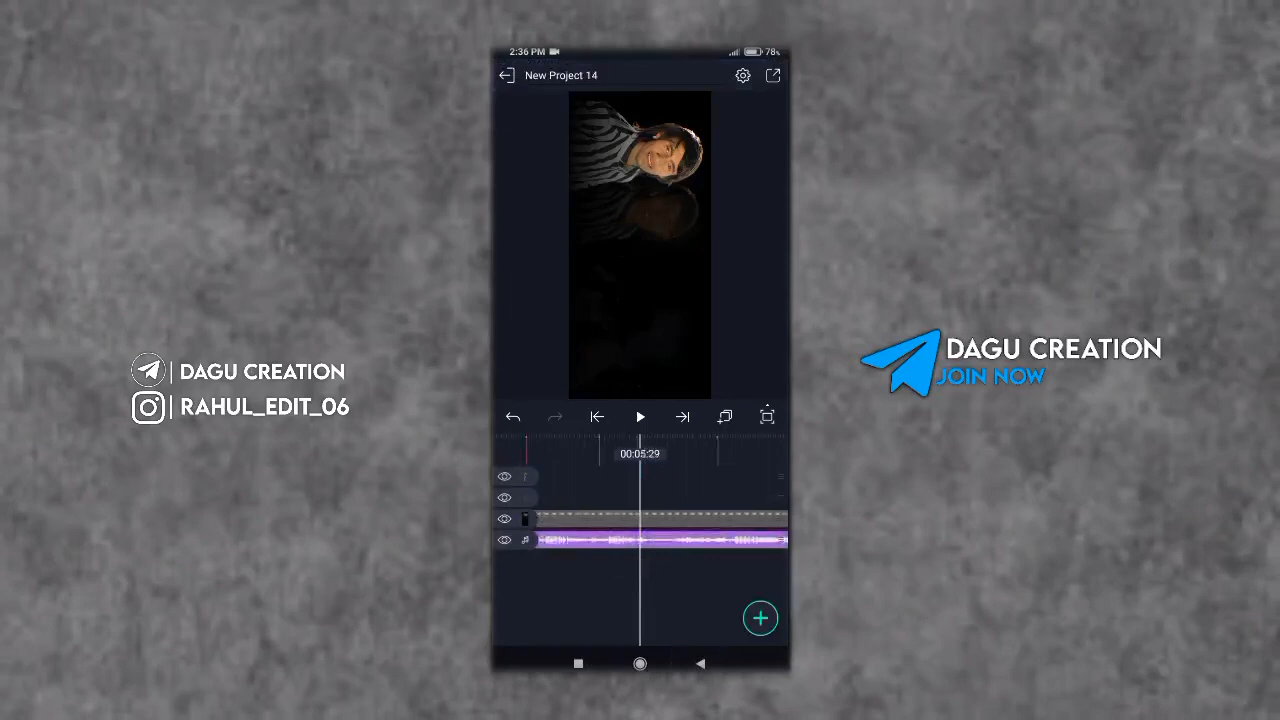 2:36 PM
78%
New Project 14
00:05:29
DAGU CREATION
RAHUL_EDIT_06
DAGU CREATION
JOIN NOW